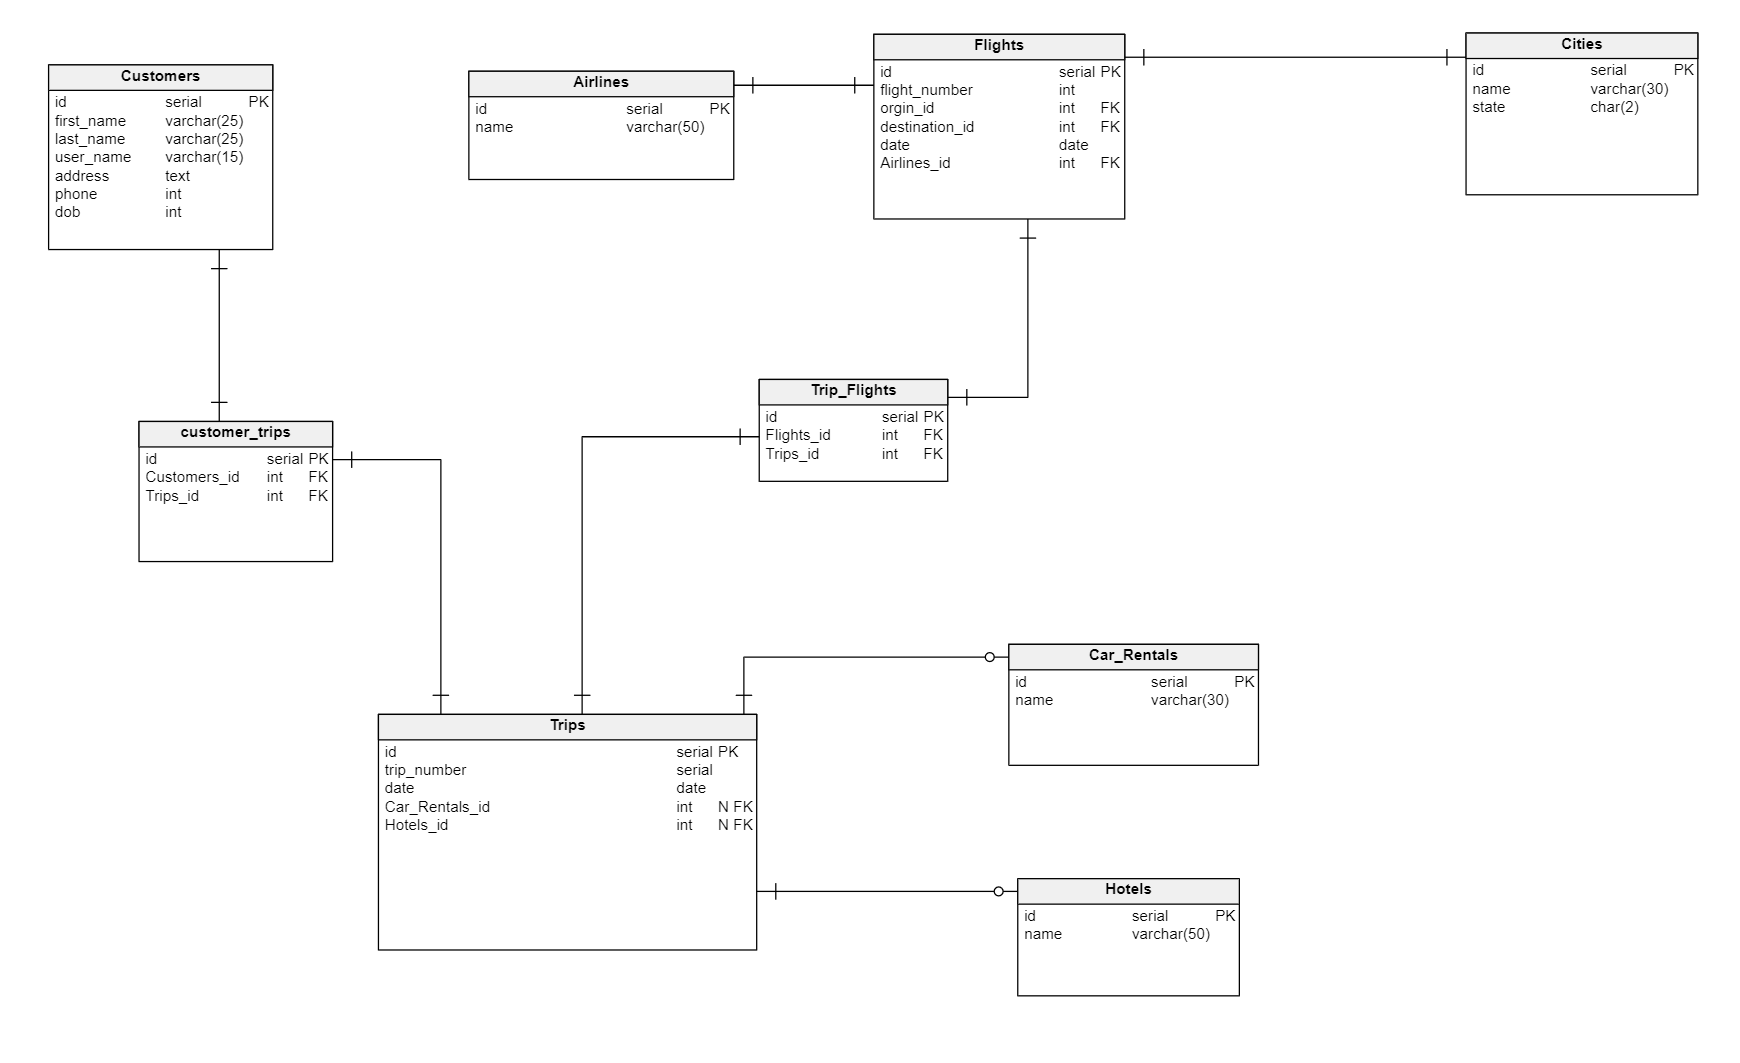 Customers
id serial PK
first_name varchar(25)
last_name varchar(25)
user_name varchar(15)
address text
phone int
dob int
Airlines
id serial PK
name varchar(50)
Flights
id serial PK
flight_number int
orgin_id int FK
destination_id int FK
date date
Airlines_id int FK
Cities
id serial PK
name varchar(30)
state char(2)
customer_trips
id serial PK
Customers_id int FK
Trips_id int FK
Trip_Flights
id serial PK
Flights_id int FK
Trips_id int FK
Trips
id serial PK
trip_number serial
date date
Car_Rentals_id int N FK
Hotels_id int N FK
Car_Rentals
id serial PK
name varchar(30)
Hotels
id serial PK
name varchar(50)